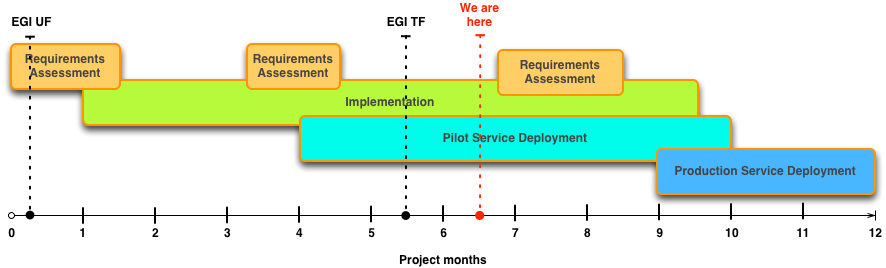 EGI UF
EGI TF
We are
here
Requirements
Assessment
Requirements
Assessment
Requirements
Assessment
Implementation
Pilot Service Deployment
Production Service Deployment
0 1 2 3 4 5 6 7 8 9 10 11 12
Project months